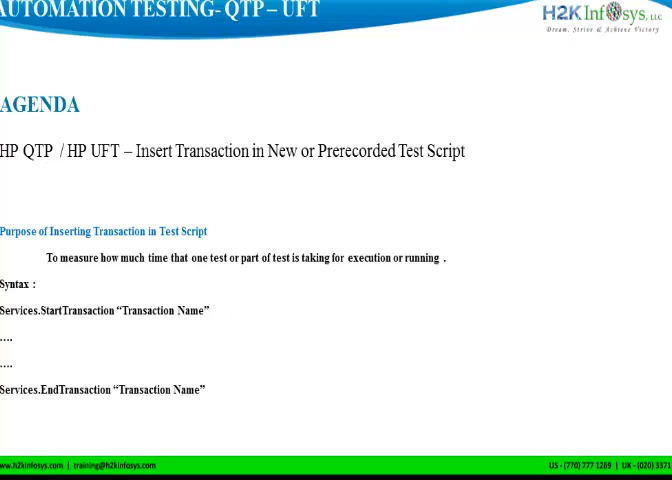 AUTOMATION TESTING- QTP – UFT
H2K Infosys, LLC
Dream, Strive & Achieve Victory
AGENDA
HP QTP / HP UFT – Insert Transaction in New or Prerecorded Test Script
Purpose of Inserting Transaction in Test Script
To measure how much time that one test or part of test is taking for execution or running .
Syntax :
Services.StartTransaction “Transaction Name”
....
....
Services.EndTransaction “Transaction Name”
ww.h2kinfosys.com | training@h2kinfosys.com
US - (770) 777 1269 | UK - (020) 3371